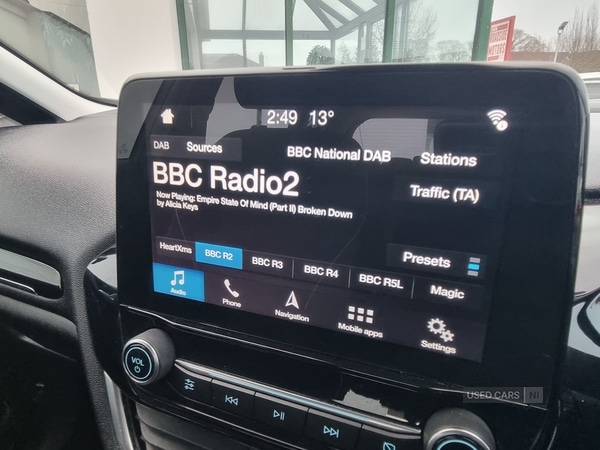 2:49 13°
DAB Sources BBC National DAB Stations
BBC Radio2
Traffic (TA)
Now Playing: Empire State Of Mind (Part II) Broken Down
by Alicia Keys
Presets
HeartXms BBC R2 BBC R3 BBC R4 BBC R5L Magic
Audio Phone Navigation Mobile apps Settings
VOL
USED CARS NI